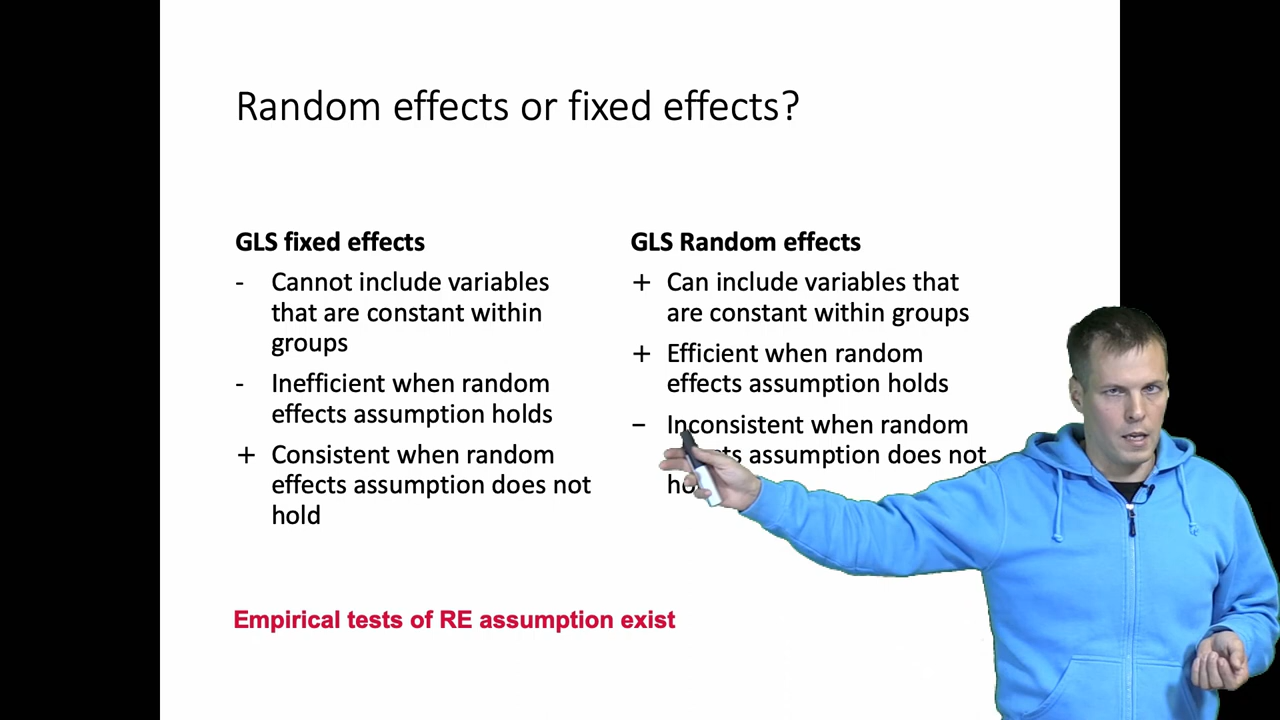 Random effects or fixed effects?
GLS fixed effects
- Cannot include variables
that are constant within
groups
- Inefficient when random
effects assumption holds
+ Consistent when random
effects assumption does not
hold
GLS Random effects
+ Can include variables that
are constant within groups
+ Efficient when random
effects assumption holds
− Inconsistent when random
assumption does not
Empirical tests of RE assumption exist